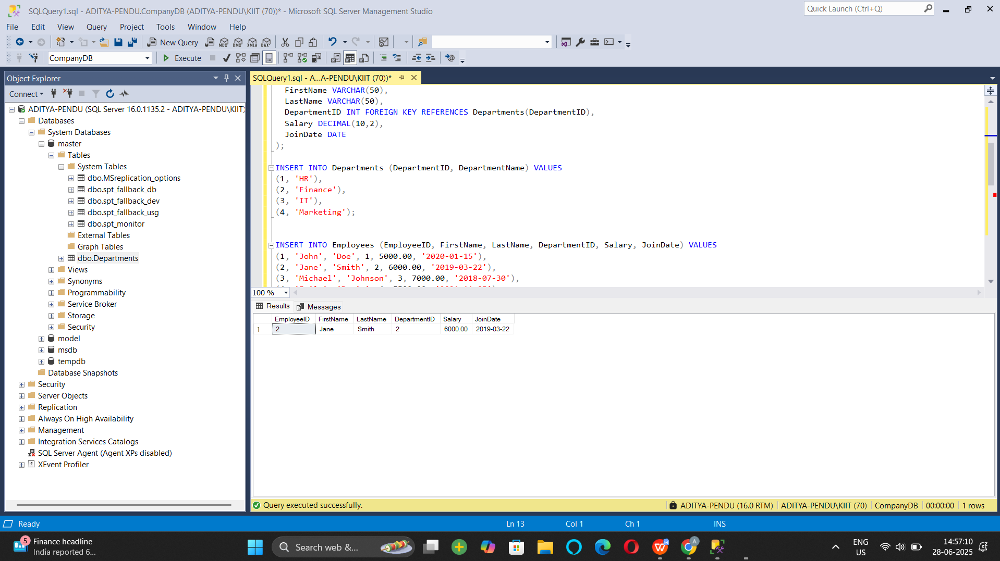 SQLQuery1.sql - ADITYA-PENDU.CompanyDB (ADITYA-PENDU\KIIT (70))* - Microsoft SQL Server Management Studio
Quick Launch (Ctrl+Q)
File Edit View Query Project Tools Window Help
New Query MDX DMX XMLA DAX
CompanyDB Execute
Object Explorer
Connect
ADITYA-PENDU (SQL Server 16.0.1135.2 - ADITYA-PENDU\KIIT)
Databases
System Databases
master
Tables
System Tables
dbo.MSreplication_options
dbo.spt_fallback_db
dbo.spt_fallback_dev
dbo.spt_fallback_usg
dbo.spt_monitor
External Tables
Graph Tables
dbo.Departments
Views
Synonyms
Programmability
Service Broker
Storage
Security
model
msdb
tempdb
Database Snapshots
Security
Server Objects
Replication
Always On High Availability
Management
Integration Services Catalogs
SQL Server Agent (Agent XPs disabled)
XEvent Profiler
SQLQuery1.sql - A...A-PENDU\KIIT (70))*
FirstName VARCHAR(50),
LastName VARCHAR(50),
DepartmentID INT FOREIGN KEY REFERENCES Departments(DepartmentID),
Salary DECIMAL(10,2),
JoinDate DATE
);
INSERT INTO Departments (DepartmentID, DepartmentName) VALUES
(1, 'HR'),
(2, 'Finance'),
(3, 'IT'),
(4, 'Marketing');
INSERT INTO Employees (EmployeeID, FirstName, LastName, DepartmentID, Salary, JoinDate) VALUES
(1, 'John', 'Doe', 1, 5000.00, '2020-01-15'),
(2, 'Jane', 'Smith', 2, 6000.00, '2019-03-22'),
(3, 'Michael', 'Johnson', 3, 7000.00, '2018-07-30'),
100 %
Results Messages
EmployeeID FirstName LastName DepartmentID Salary JoinDate
1 2 Jane Smith 2 6000.00 2019-03-22
Query executed successfully. ADITYA-PENDU (16.0 RTM) ADITYA-PENDU\KIIT (70) CompanyDB 00:00:00 1 rows
Ready Ln 13 Col 1 Ch 1 INS
5 Finance headline
India reported 6...
Search web &...
ENG
US
14:57:10
28-06-2025